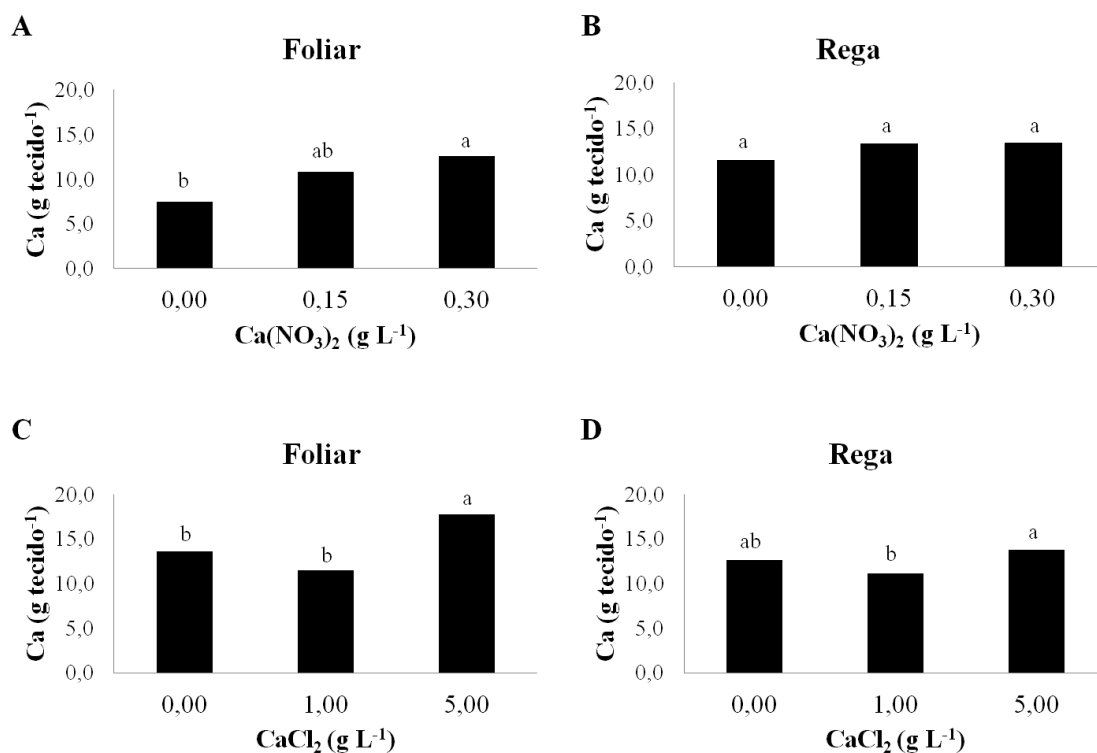 A
Foliar
Ca (g tecido⁻¹)
20,0
15,0
10,0
5,0
0,0
b
ab
a
0,00 0,15 0,30
Ca(NO₃)₂ (g L⁻¹)
B
Rega
Ca (g tecido⁻¹)
20,0
15,0
10,0
5,0
0,0
a
a
a
0,00 0,15 0,30
Ca(NO₃)₂ (g L⁻¹)
C
Foliar
Ca (g tecido⁻¹)
20,0
15,0
10,0
5,0
0,0
b
b
a
0,00 1,00 5,00
CaCl₂ (g L⁻¹)
D
Rega
Ca (g tecido⁻¹)
20,0
15,0
10,0
5,0
0,0
ab
b
a
0,00 1,00 5,00
CaCl₂ (g L⁻¹)